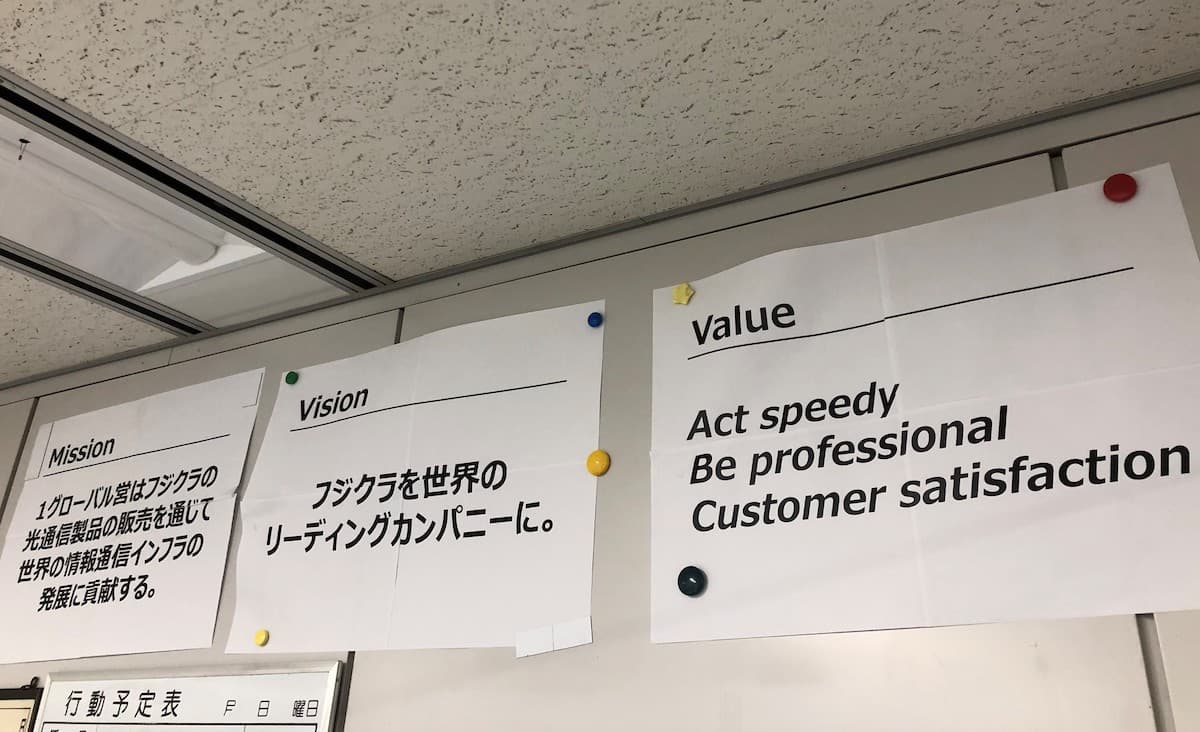 Mission
1グローバル営はフジクラの
光通信製品の販売を通じて
世界の情報通信インフラの
発展に貢献する。
Vision
フジクラを世界の
リーディングカンパニーに。
Value
Act speedy
Be professional
Customer satisfaction
行動予定表 月 日 曜日